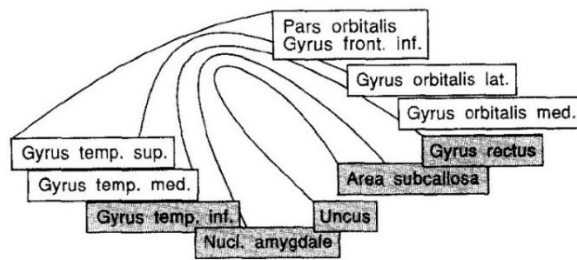 Pars orbitalis
Gyrus front. inf.
Gyrus orbitalis lat.
Gyrus orbitalis med.
Gyrus rectus
Area subcallosa
Gyrus temp. sup.
Gyrus temp. med.
Gyrus temp. inf.
Uncus
Nucl. amygdale